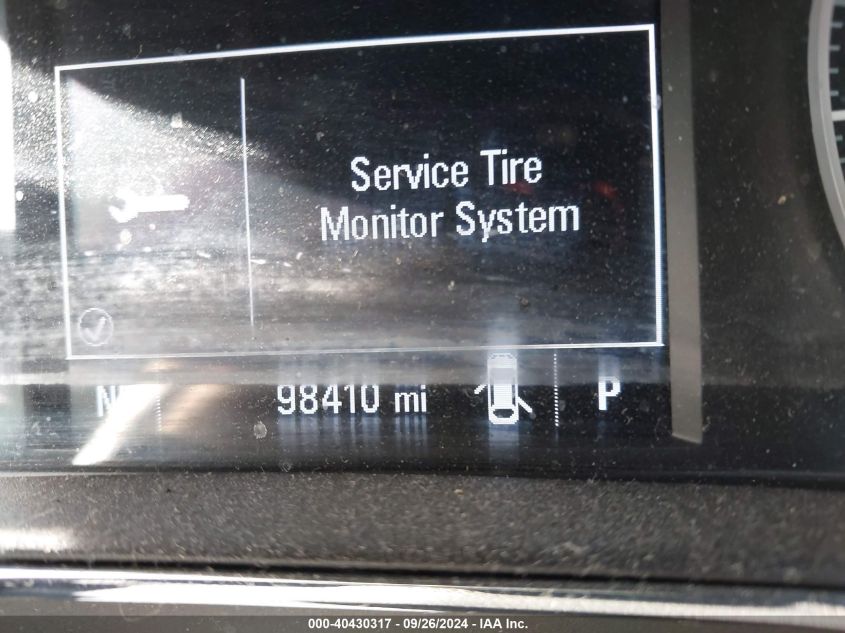 Service Tire
Monitor System
98410 mi
P
000-40430317 - 09/26/2024 - IAA Inc.